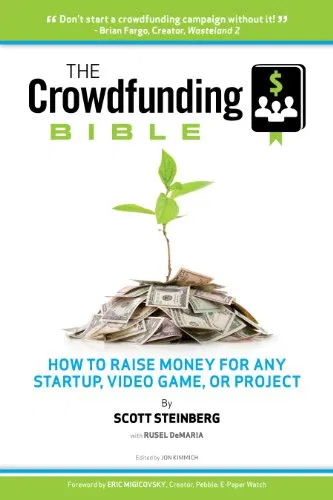 “ Don't start a crowdfunding campaign without it! ”
- Brian Fargo, Creator, Wasteland 2
THE
Crowdfunding
BIBLE
$
HOW TO RAISE MONEY FOR ANY
STARTUP, VIDEO GAME, OR PROJECT
By
SCOTT STEINBERG
with RUSEL DeMARIA
Edited by JON KIMMICH
Foreword by ERIC MIGICOVSKY, Creator, Pebble: E-Paper Watch